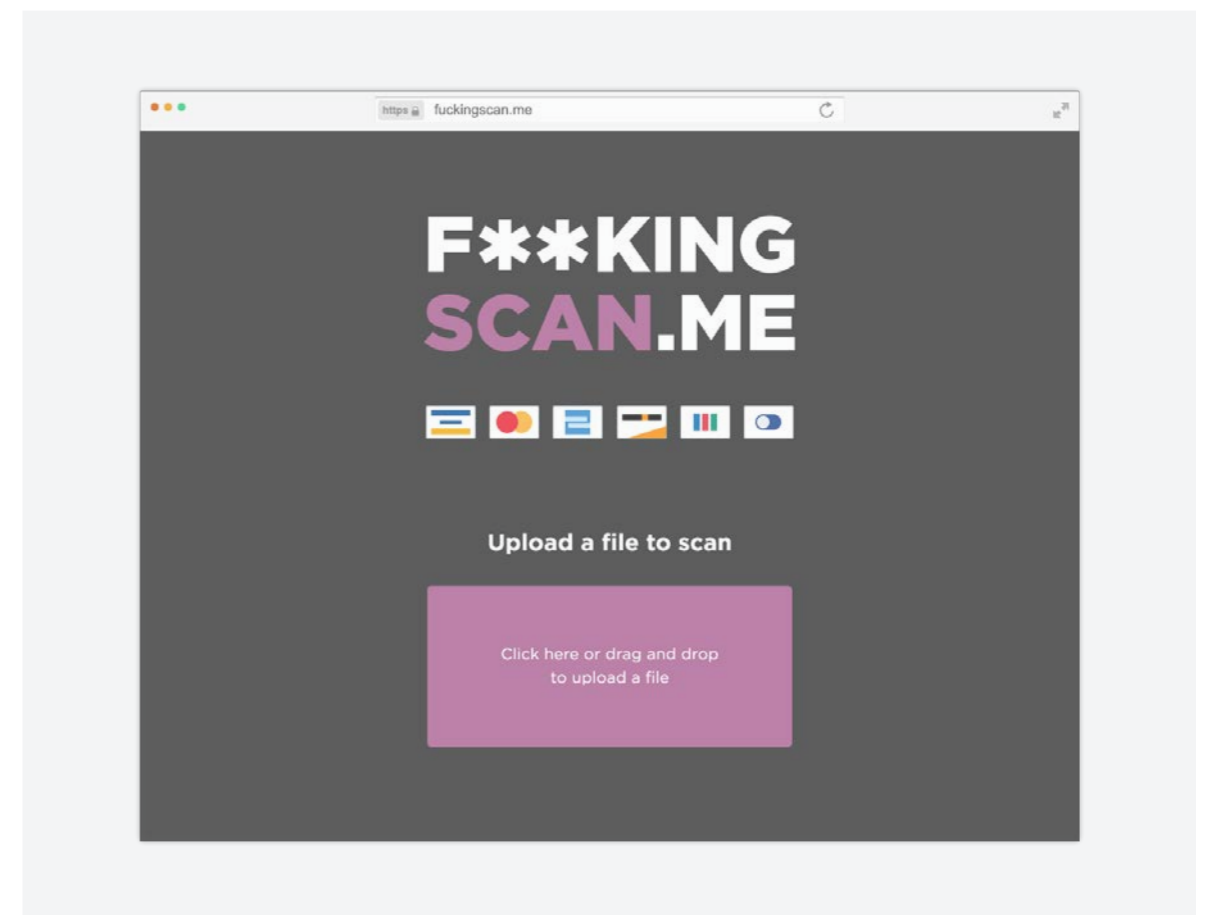 https fuckingscan.me
F**KING
SCAN.ME
Upload a file to scan
Click here or drag and drop
to upload a file